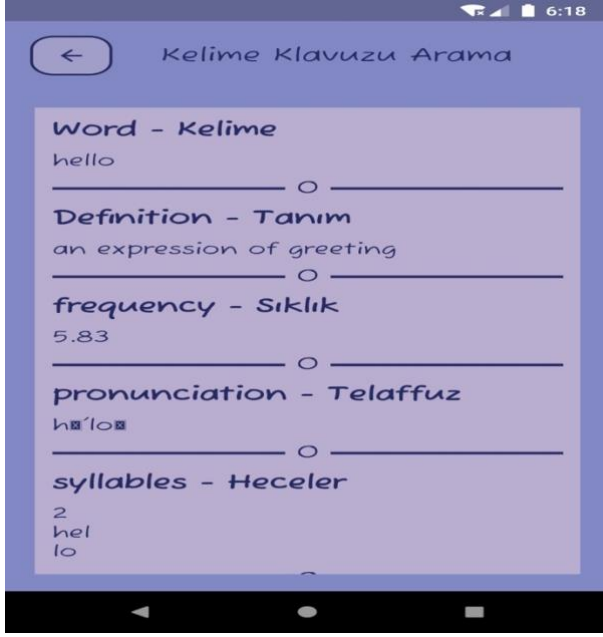 6:18
Kelime Klavuzu Arama
Word - Kelime
hello
Definition - Tanım
an expression of greeting
frequency - Sıklık
5.83
pronunciation - Telaffuz
syllables - Heceler
2
hel
lo